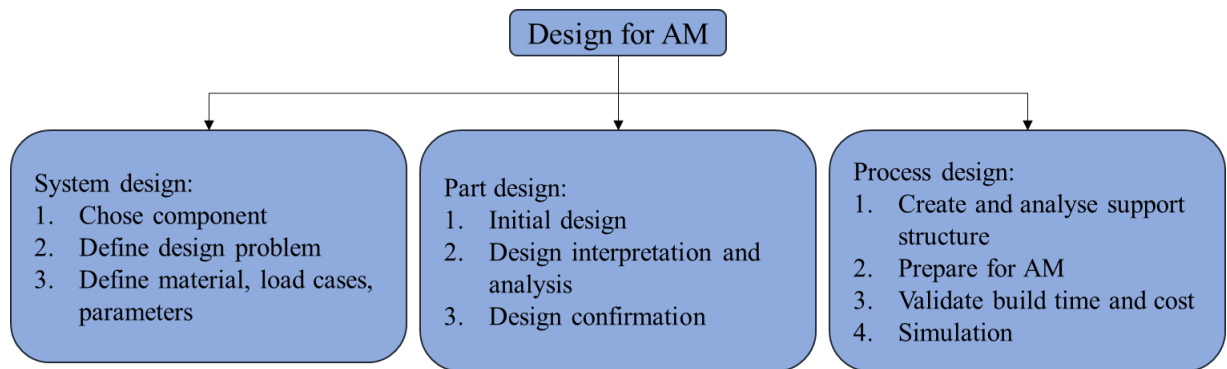 Design for AM
System design:
1. Chose component
2. Define design problem
3. Define material, load cases,
parameters
Part design:
1. Initial design
2. Design interpretation and
analysis
3. Design confirmation
Process design:
1. Create and analyse support
structure
2. Prepare for AM
3. Validate build time and cost
4. Simulation